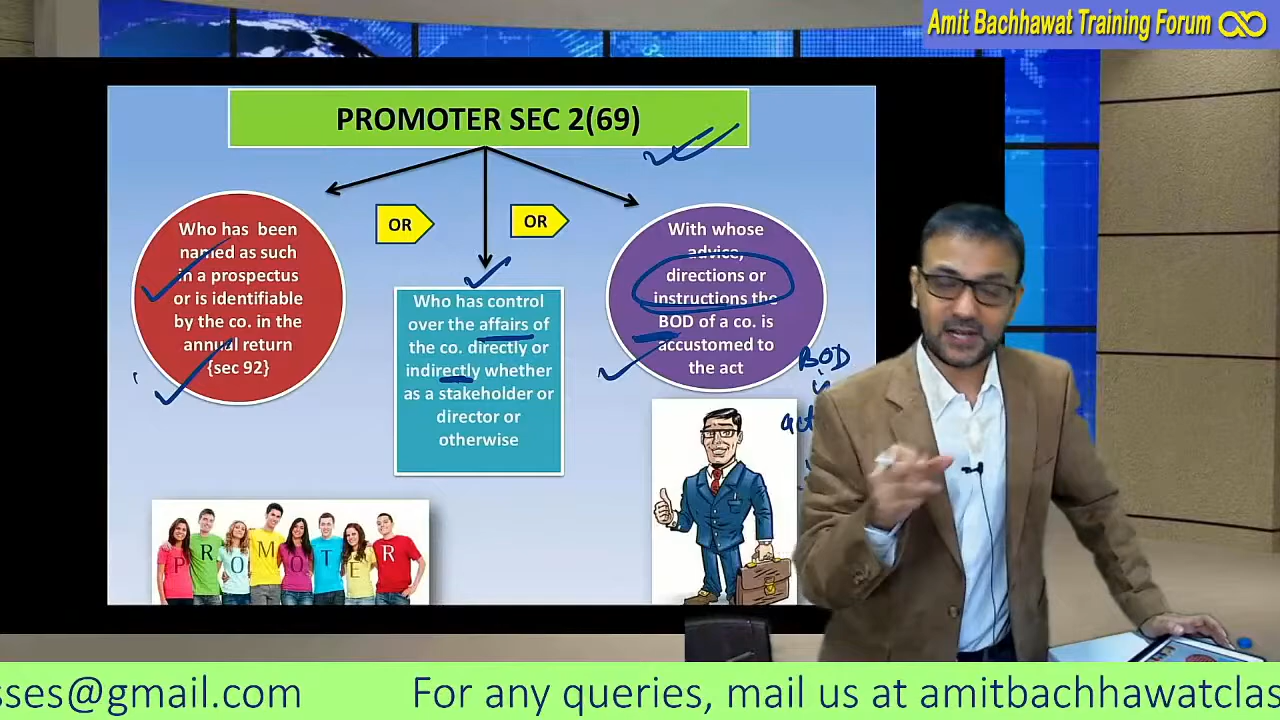 Amit Bachhawat Training Forum
PROMOTER SEC 2(69)
OR
OR
Who has been
named as such
in a prospectus
or is identifiable
by the co. in the
annual return
{sec 92}
Who has control
over the affairs of
the co. directly or
indirectly whether
as a stakeholder or
director or
otherwise
With whose
advice,
directions or
instructions the
BOD of a co. is
accustomed to
the act
BOD
act
PROMOTER
sses@gmail.com For any queries, mail us at amitbachhawatclas